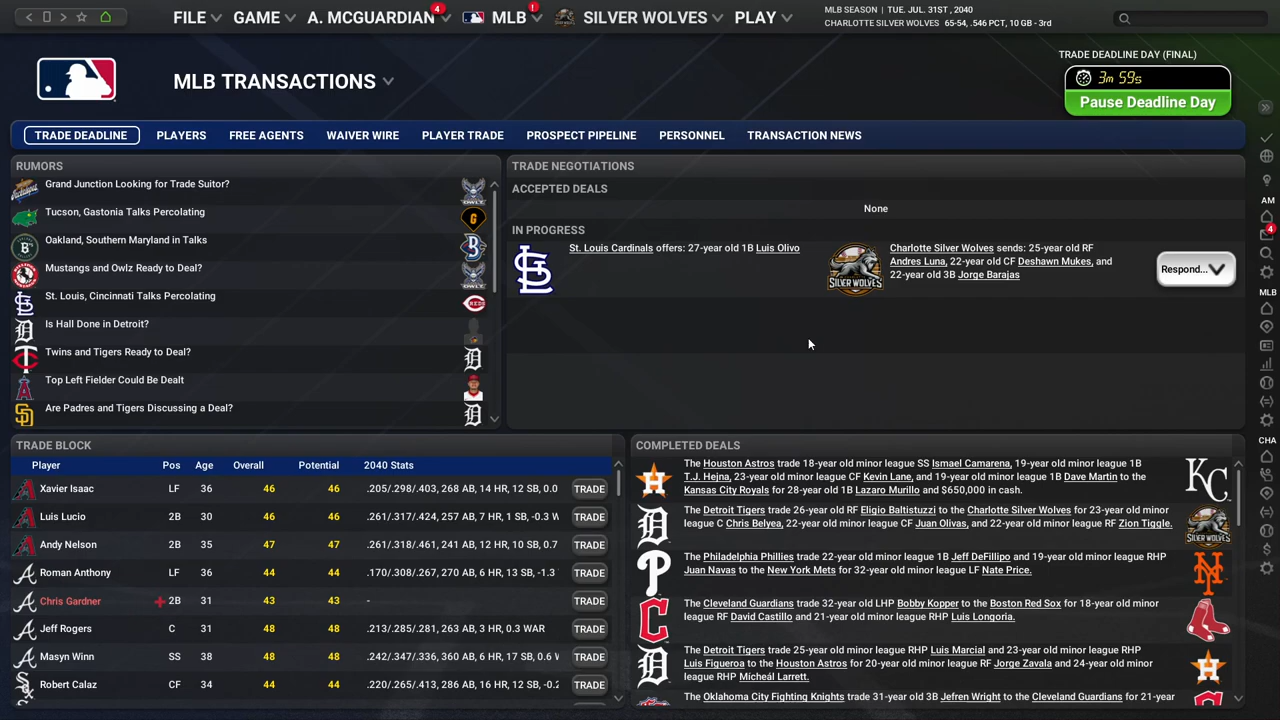 FILE
GAME
A. MCGUARDIAN
4
MLB
!
SILVER WOLVES
PLAY
MLB SEASON | TUE. JUL. 31ST , 2040
CHARLOTTE SILVER WOLVES 65-54, .546 PCT, 10 GB - 3rd
MLB TRANSACTIONS
TRADE DEADLINE DAY (FINAL)
3m 59s
Pause Deadline Day
TRADE DEADLINE
PLAYERS
FREE AGENTS
WAIVER WIRE
PLAYER TRADE
PROSPECT PIPELINE
PERSONNEL
TRANSACTION NEWS
RUMORS
Grand Junction Looking for Trade Suitor?
Tucson, Gastonia Talks Percolating
Oakland, Southern Maryland in Talks
Mustangs and Owlz Ready to Deal?
St. Louis, Cincinnati Talks Percolating
Is Hall Done in Detroit?
Twins and Tigers Ready to Deal?
Top Left Fielder Could Be Dealt
Are Padres and Tigers Discussing a Deal?
TRADE NEGOTIATIONS
ACCEPTED DEALS
None
IN PROGRESS
St. Louis Cardinals offers: 27-year old 1B Luis Olivo
Charlotte Silver Wolves sends: 25-year old RF
Andres Luna, 22-year old CF Deshawn Mukes, and
22-year old 3B Jorge Barajas
Respond...
AM
4
MLB
CHA
TRADE BLOCK
Player Pos Age Overall Potential 2040 Stats
Xavier Isaac LF 36 46 46 .205/.298/.403, 268 AB, 14 HR, 12 SB, 0.0 TRADE
Luis Lucio 2B 30 46 46 .261/.317/.424, 257 AB, 7 HR, 1 SB, -0.3 W TRADE
Andy Nelson 2B 35 47 47 .261/.318/.461, 241 AB, 12 HR, 10 SB, 0.7 TRADE
Roman Anthony LF 36 44 44 .170/.308/.267, 270 AB, 6 HR, 13 SB, -1.3 TRADE
Chris Gardner 2B 31 43 43 - TRADE
Jeff Rogers C 31 48 48 .213/.285/.281, 263 AB, 3 HR, 0.3 WAR TRADE
Masyn Winn SS 38 48 48 .242/.347/.336, 360 AB, 6 HR, 17 SB, 0.6 TRADE
Robert Calaz CF 34 44 44 .220/.265/.413, 286 AB, 16 HR, 12 SB, -0. TRADE
COMPLETED DEALS
The Houston Astros trade 18-year old minor league SS Ismael Camarena, 19-year old minor league 1B
T.J. Hejna, 23-year old minor league CF Kevin Lane, and 19-year old minor league 1B Dave Martin to the
Kansas City Royals for 28-year old 1B Lazaro Murillo and $650,000 in cash.
The Detroit Tigers trade 26-year old RF Eligio Baltistuzzi to the Charlotte Silver Wolves for 23-year old
minor league C Chris Belyea, 22-year old minor league CF Juan Olivas, and 22-year old minor league RF Zion Tiggle.
The Philadelphia Phillies trade 22-year old minor league 1B Jeff DeFillipo and 19-year old minor league RHP
Juan Navas to the New York Mets for 32-year old minor league LF Nate Price.
The Cleveland Guardians trade 32-year old LHP Bobby Kopper to the Boston Red Sox for 18-year old
minor league RF David Castillo and 21-year old minor league RHP Luis Longoria.
The Detroit Tigers trade 25-year old minor league RHP Luis Marcial and 23-year old minor league RHP
Luis Figueroa to the Houston Astros for 20-year old minor league RF Jorge Zavala and 24-year old minor
league RHP Micheál Larrett.
The Oklahoma City Fighting Knights trade 31-year old 3B Jefren Wright to the Cleveland Guardians for 21-year